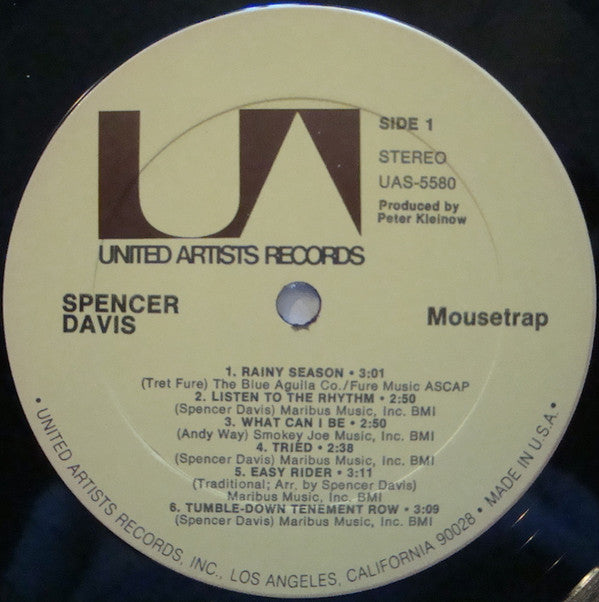 UA
SIDE 1
STEREO
UAS-5580
Produced by
Peter Kleinow
UNITED ARTISTS RECORDS
SPENCER
DAVIS
Mousetrap
1. RAINY SEASON • 3:01
(Tret Fure) The Blue Aguila Co./Fure Music ASCAP
2. LISTEN TO THE RHYTHM • 2:50
(Spencer Davis) Maribus Music, Inc. BMI
3. WHAT CAN I BE • 2:50
(Andy Way) Smokey Joe Music, Inc. BMI
4. TRIED • 2:38
(Spencer Davis) Maribus Music, Inc. BMI
5. EASY RIDER • 3:11
(Traditional; Arr. by Spencer Davis)
Maribus Music, Inc. BMI
6. TUMBLE-DOWN TENEMENT ROW • 3:09
(Spencer Davis) Maribus Music, Inc. BMI
• UNITED ARTISTS RECORDS, INC., LOS ANGELES, CALIFORNIA 90028 • MADE IN U.S.A. •